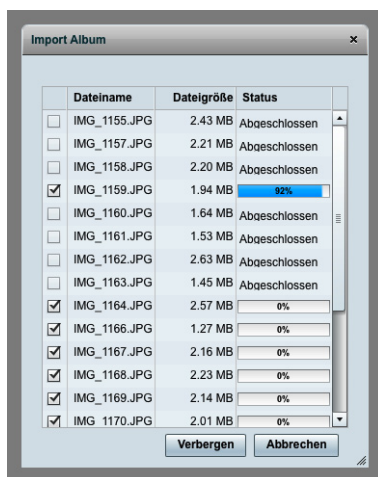 Import Album
Dateiname Dateigröße Status
IMG_1155.JPG 2.43 MB Abgeschlossen
IMG_1157.JPG 2.21 MB Abgeschlossen
IMG_1158.JPG 2.20 MB Abgeschlossen
IMG_1159.JPG 1.94 MB 92%
IMG_1160.JPG 1.64 MB Abgeschlossen
IMG_1161.JPG 1.53 MB Abgeschlossen
IMG_1162.JPG 2.63 MB Abgeschlossen
IMG_1163.JPG 1.45 MB Abgeschlossen
IMG_1164.JPG 2.57 MB 0%
IMG_1166.JPG 1.27 MB 0%
IMG_1167.JPG 2.16 MB 0%
IMG_1168.JPG 2.23 MB 0%
IMG_1169.JPG 2.14 MB 0%
IMG_1170.JPG 2.01 MB 0%
Verbergen Abbrechen